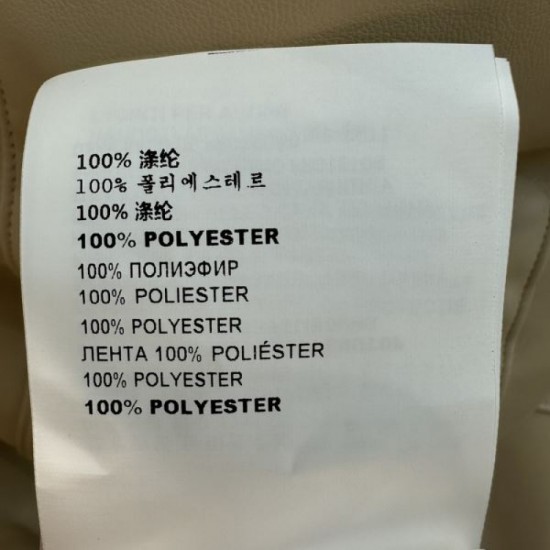 100% 涤纶
100% 폴리에스테르
100% 涤纶
100% POLYESTER
100% ПОЛИЭФИР
100% POLIESTER
100% POLYESTER
ЛЕНТА 100% POLIÉSTER
100% POLYESTER
100% POLYESTER